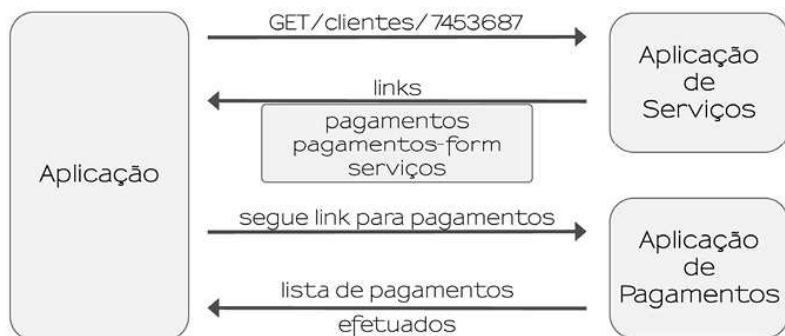 GET/clientes/7453687
links
pagamentos
pagamentos-form
serviços
Aplicação
Aplicação
de
Serviços
segue link para pagamentos
lista de pagamentos
efetuados
Aplicação
de
Pagamentos